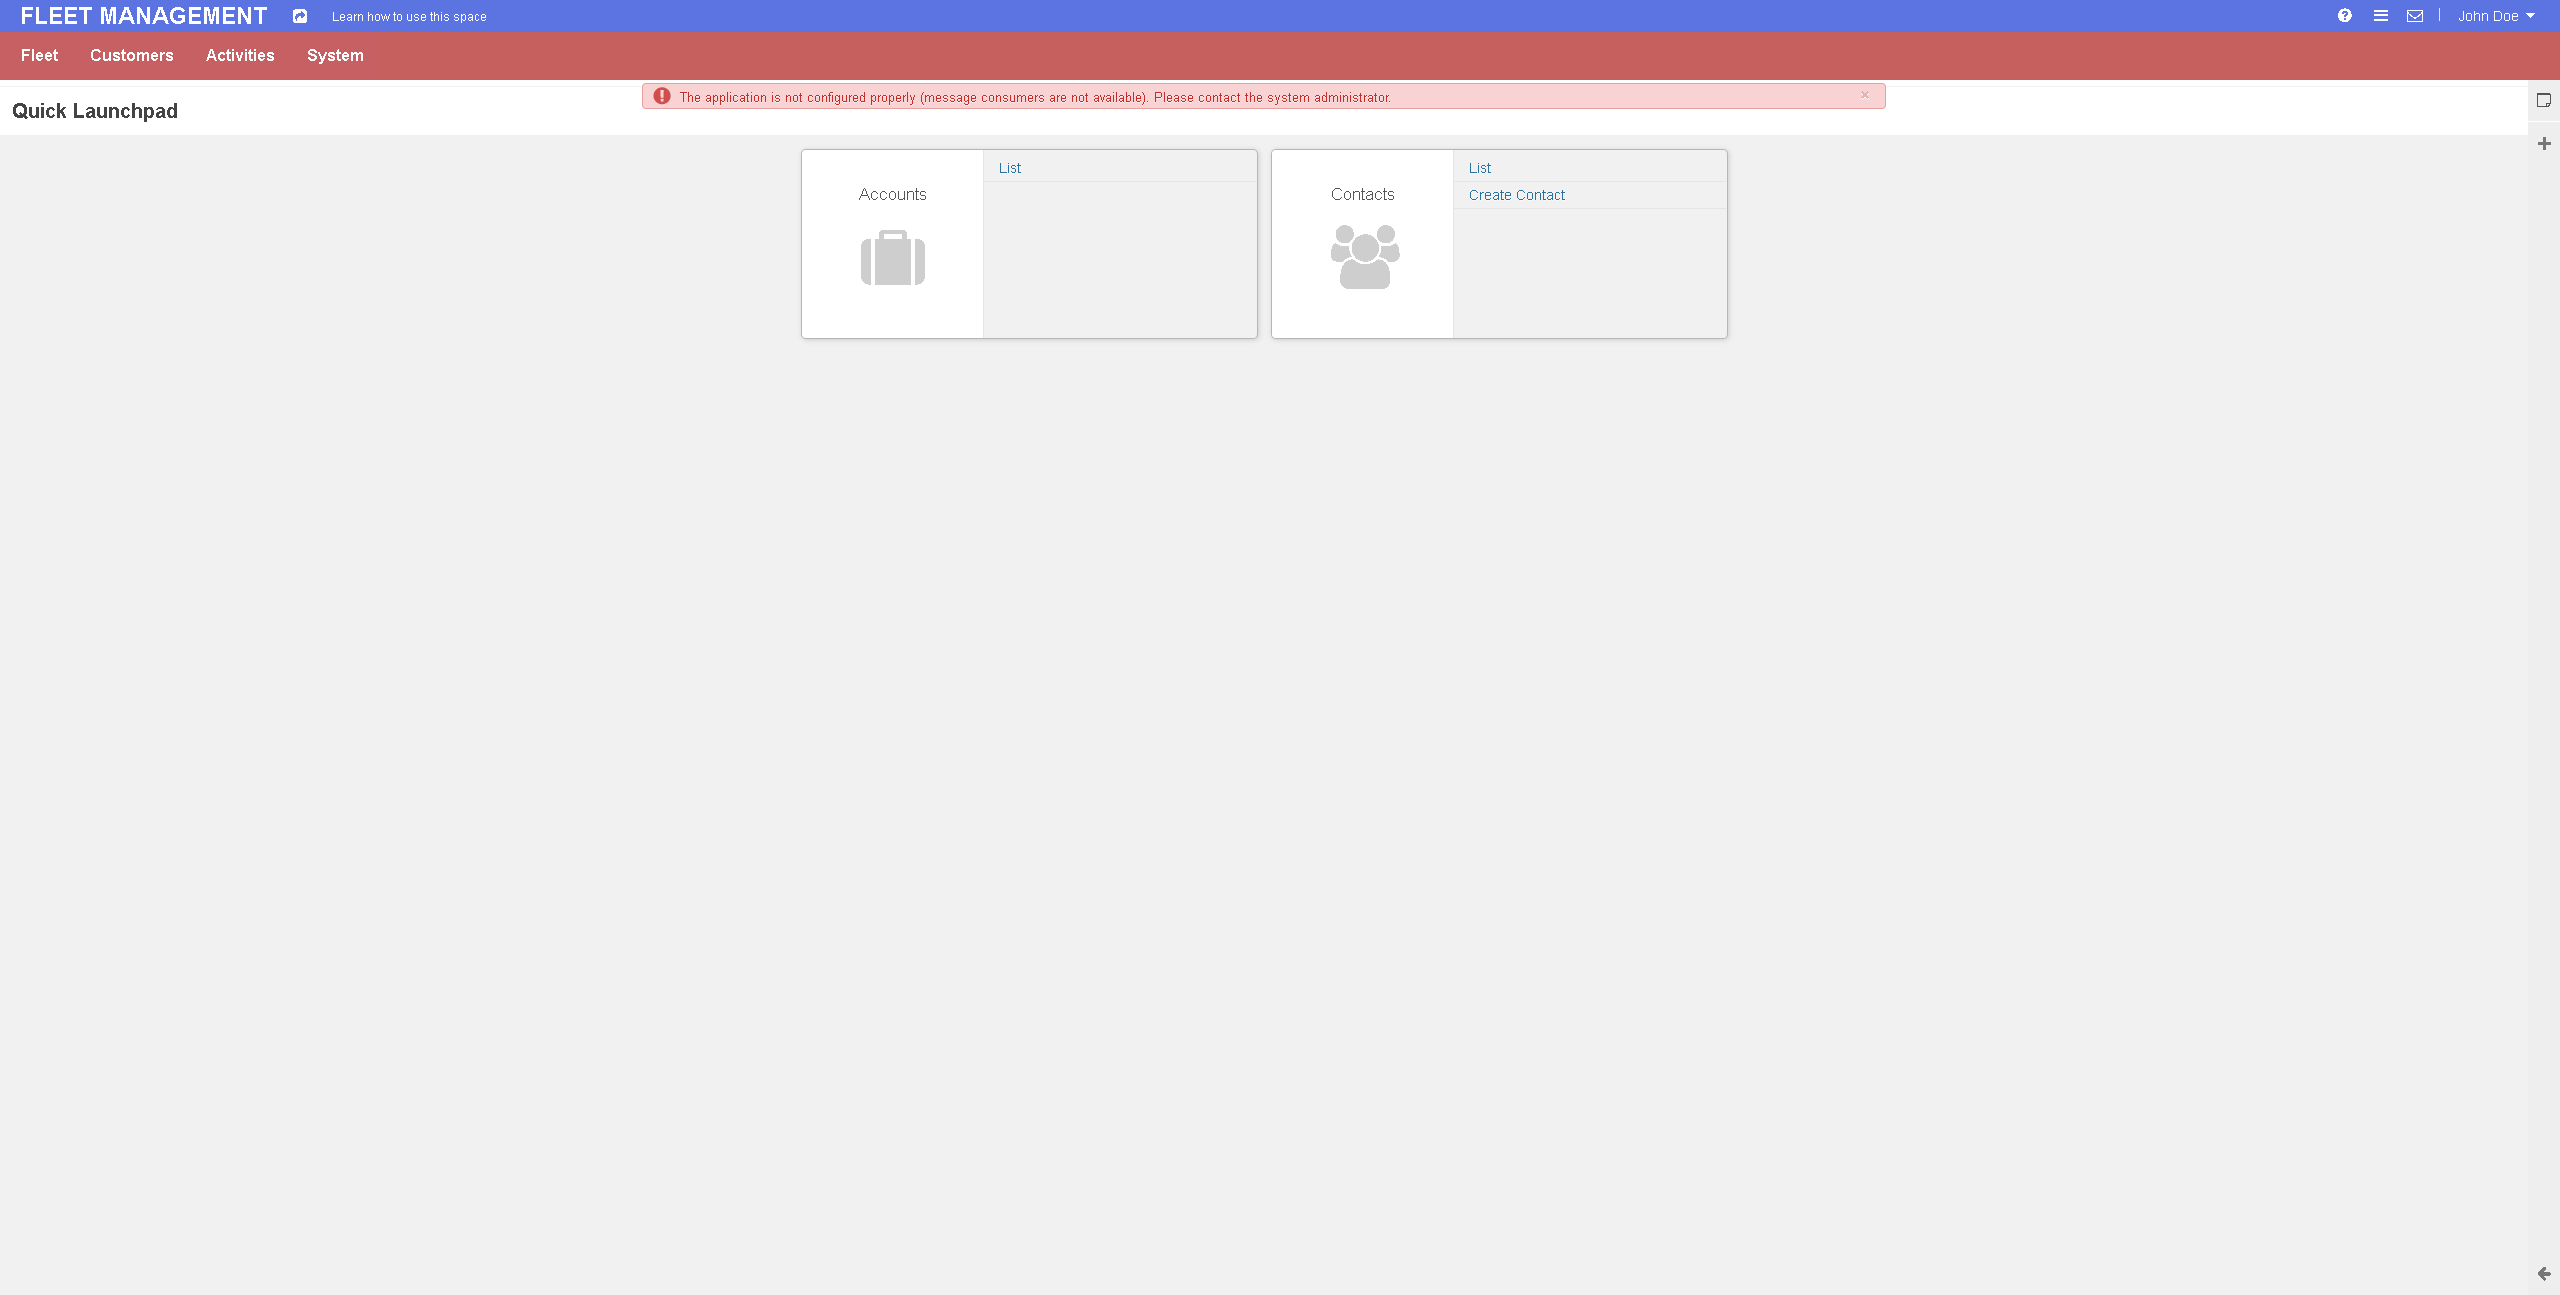 FLEET MANAGEMENT
Learn how to use this space
John Doe
Fleet
Customers
Activities
System
The application is not configured properly (message consumers are not available). Please contact the system administrator.
×
Quick Launchpad
Accounts
List
Contacts
List
Create Contact